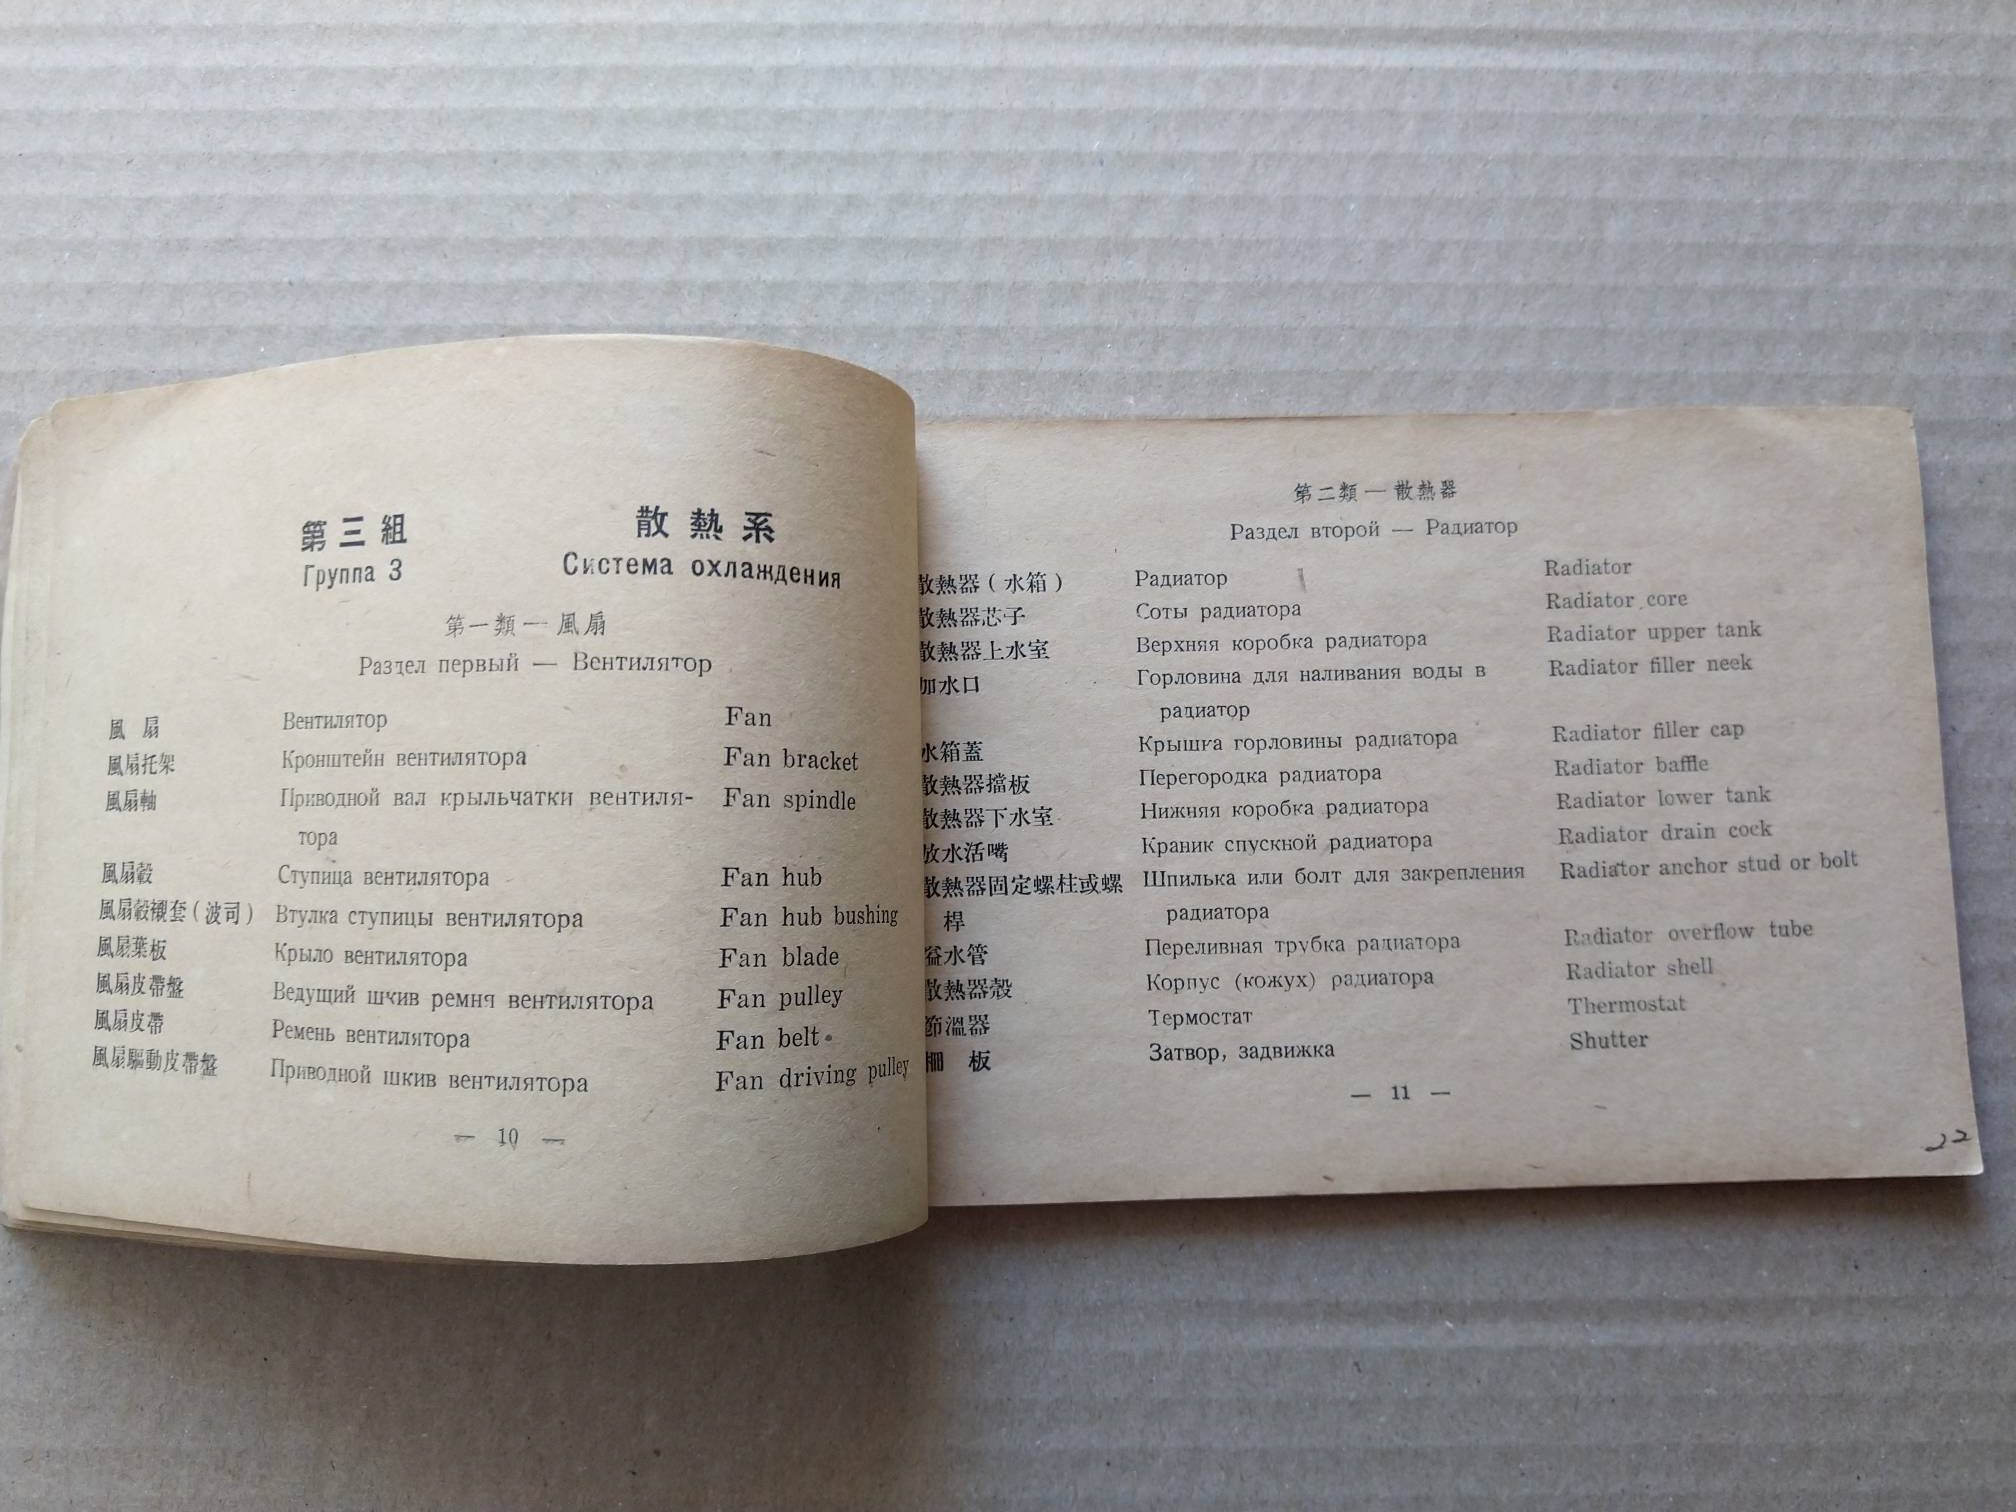 第三組 散熱系
Группа 3 Система охлаждения
第一類一風扇
Раздел первый — Вентилятор
風 扇 Вентилятор Fan
風扇托架 Кронштейн вентилятора Fan bracket
風扇軸 Приводной вал крыльчатки вентиля- Fan spindle
тора
風扇轂 Ступица вентилятора Fan hub
風扇轂襯套(波司) Втулка ступицы вентилятора Fan hub bushing
風扇葉板 Крыло вентилятора Fan blade
風扇皮帶盤 Ведущий шкив ремня вентилятора Fan pulley
風扇皮帶 Ремень вентилятора Fan belt
風扇驅動皮帶盤 Приводной шкив вентилятора Fan driving pulley
— 10 —
第二類一散熱器
Раздел второй — Радиатор
散熱器(水箱) Радиатор Radiator
散熱器芯子 Соты радиатора Radiator core
散熱器上水室 Верхняя коробка радиатора Radiator upper tank
加水口 Горловина для наливания воды в Radiator filler neek
радиатор
水箱蓋 Крышка горловины радиатора Radiator filler cap
散熱器擋板 Перегородка радиатора Radiator baffle
散熱器下水室 Нижняя коробка радиатора Radiator lower tank
放水活嘴 Краник спускной радиатора Radiator drain cock
散熱器固定螺柱或螺 Шпилька или болт для закрепления Radiator anchor stud or bolt
桿 радиатора
溢水管 Переливная трубка радиатора Radiator overflow tube
散熱器殼 Корпус (кожух) радиатора Radiator shell
節溫器 Термостат Thermostat
柵 板 Затвор, задвижка Shutter
— 11 —
22